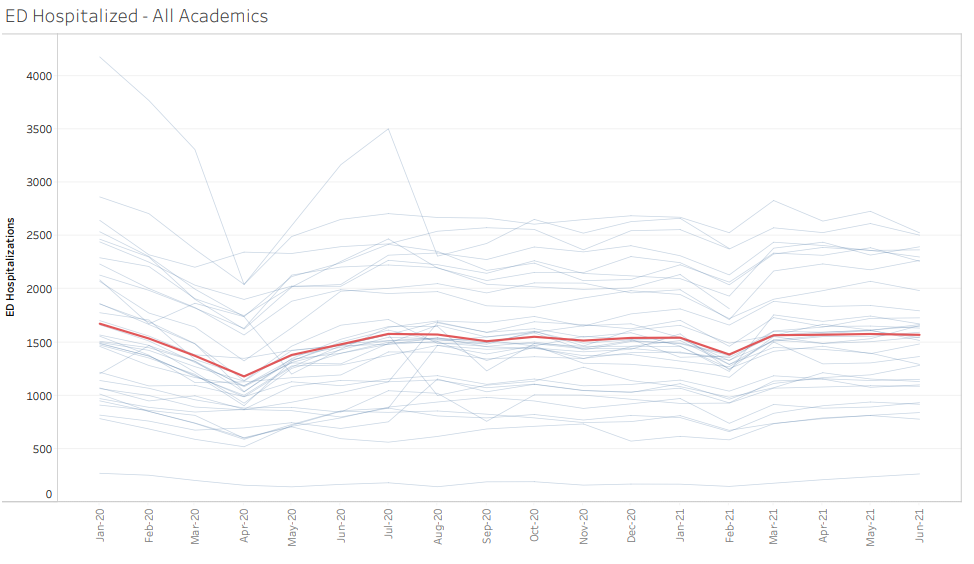 ED Hospitalized - All Academics
ED Hospitalizations
4000
3500
3000
2500
2000
1500
1000
500
0
Jan-20
Feb-20
Mar-20
Apr-20
May-20
Jun-20
Jul-20
Aug-20
Sep-20
Oct-20
Nov-20
Dec-20
Jan-21
Feb-21
Mar-21
Apr-21
May-21
Jun-21